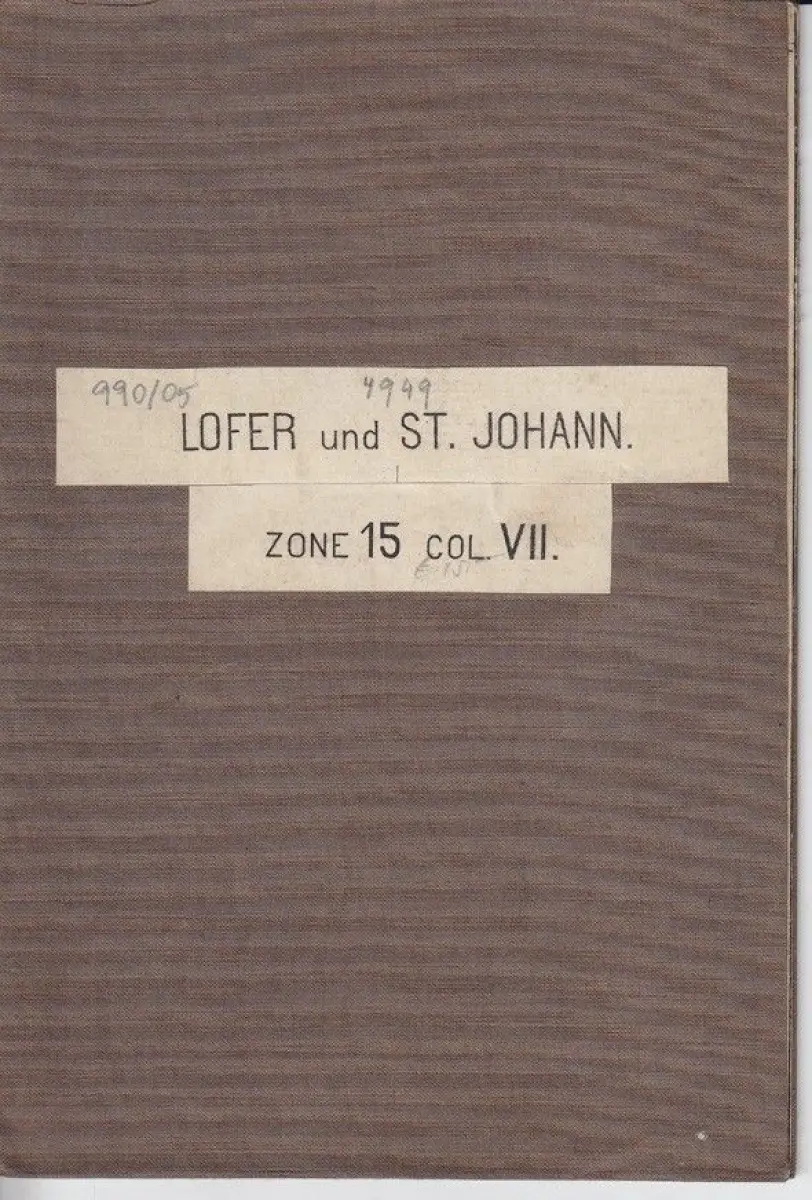 990/05 4949
LOFER und ST. JOHANN.
ZONE 15 COL. VII.